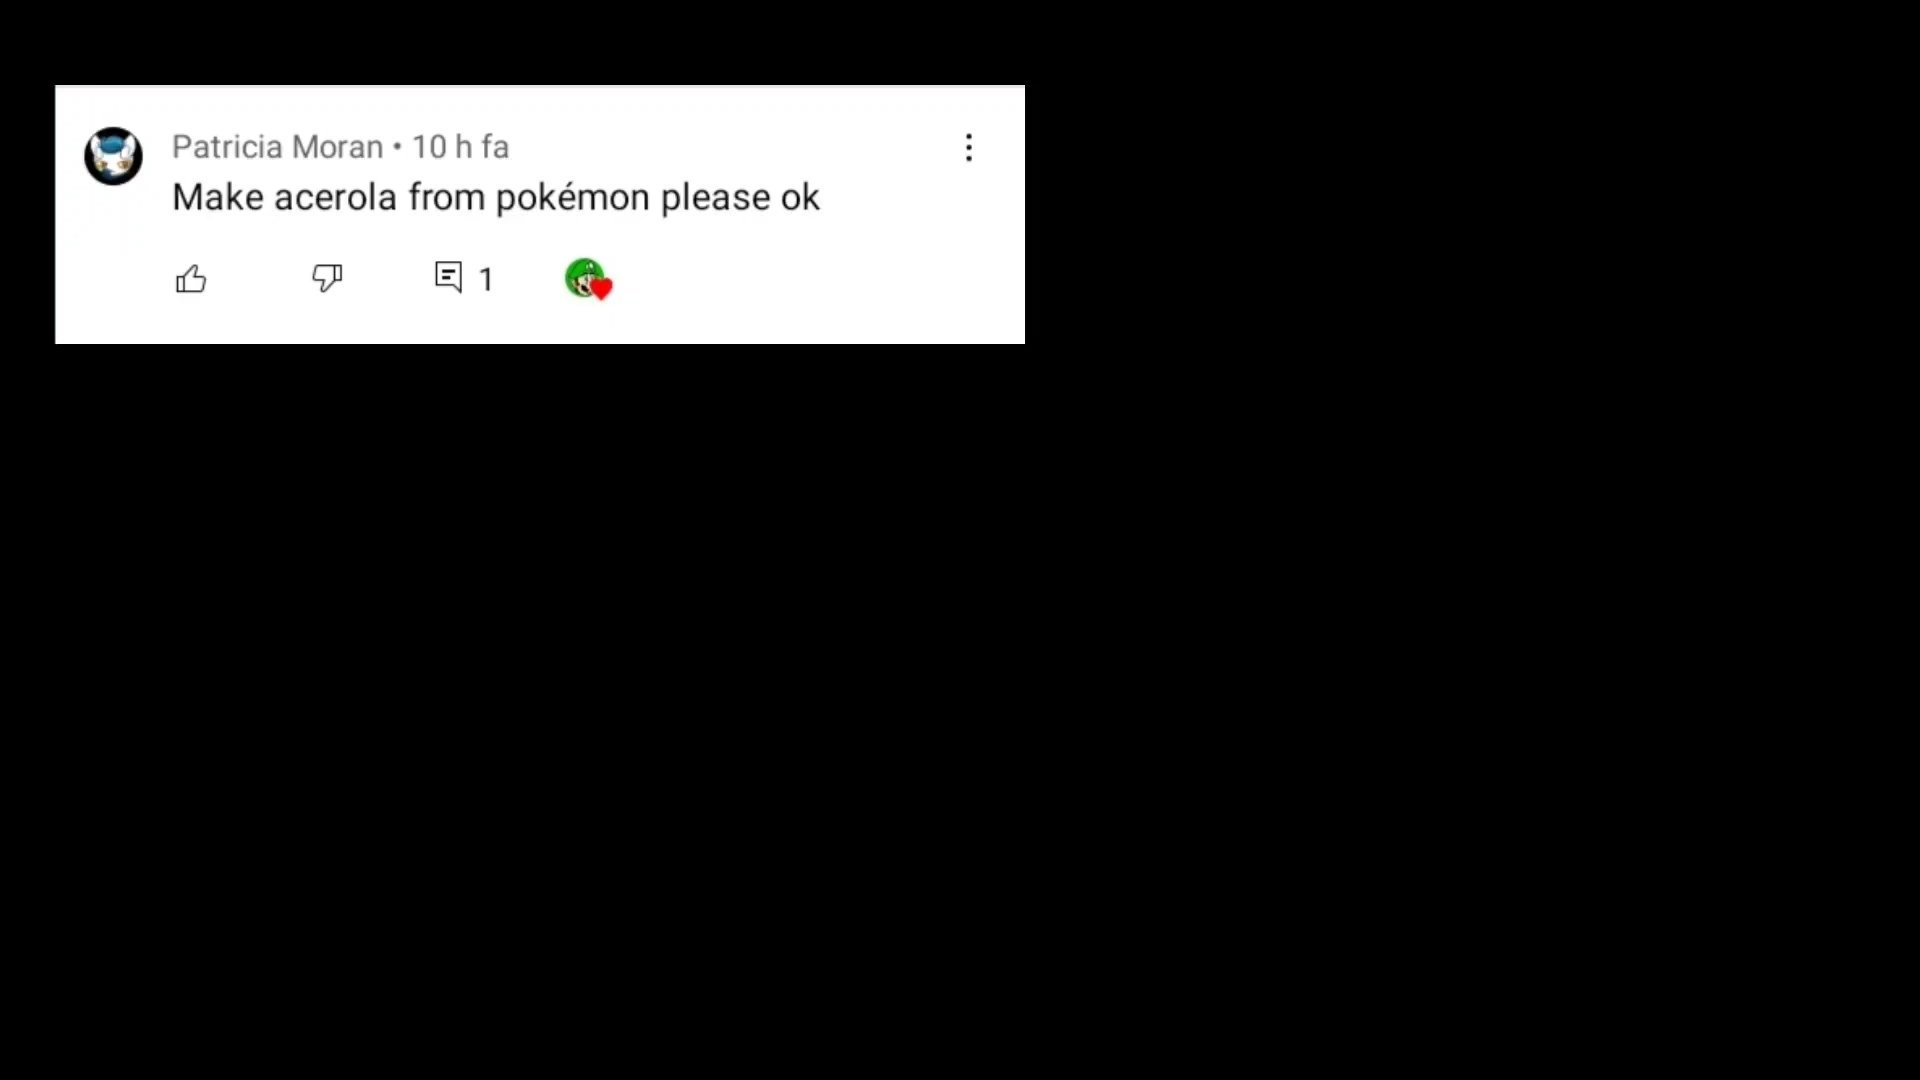 Patricia Moran • 10 h fa
Make acerola from pokémon please ok
1